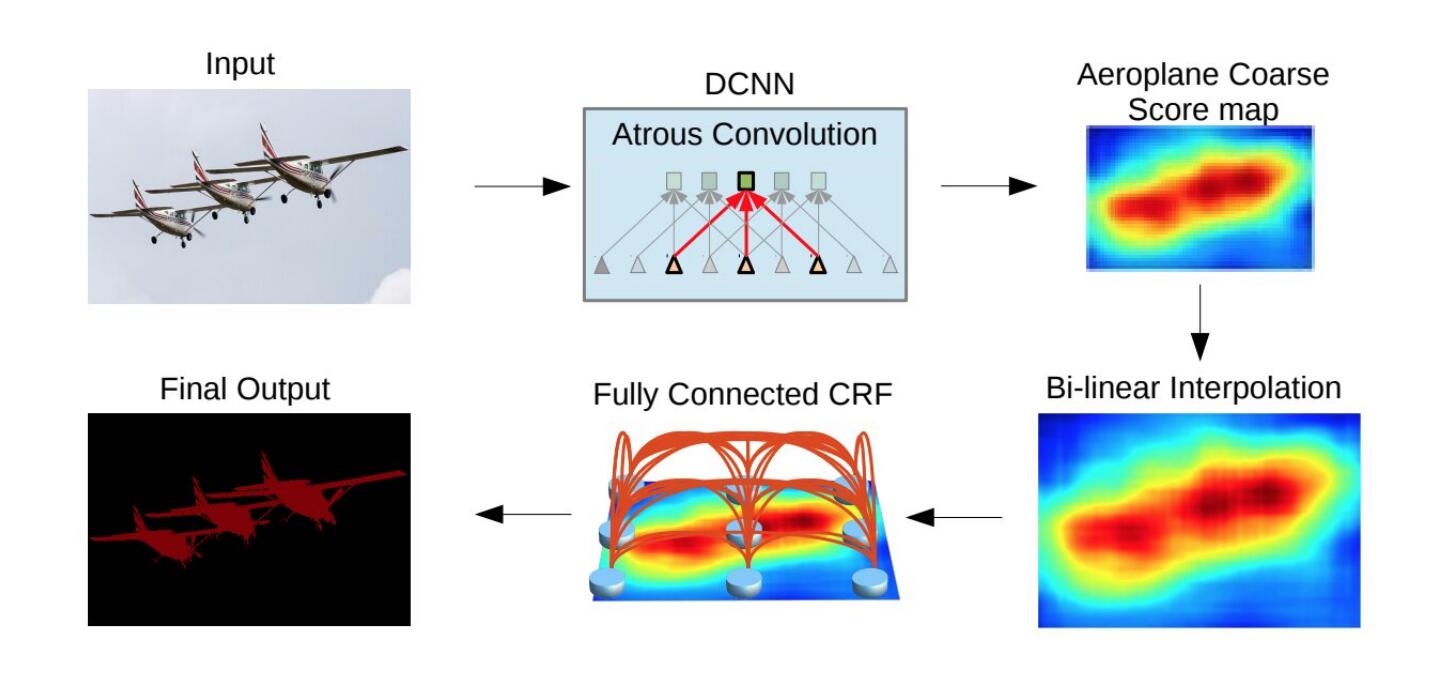 Input
DCNN
Atrous Convolution
Aeroplane Coarse
Score map
Bi-linear Interpolation
Fully Connected CRF
Final Output